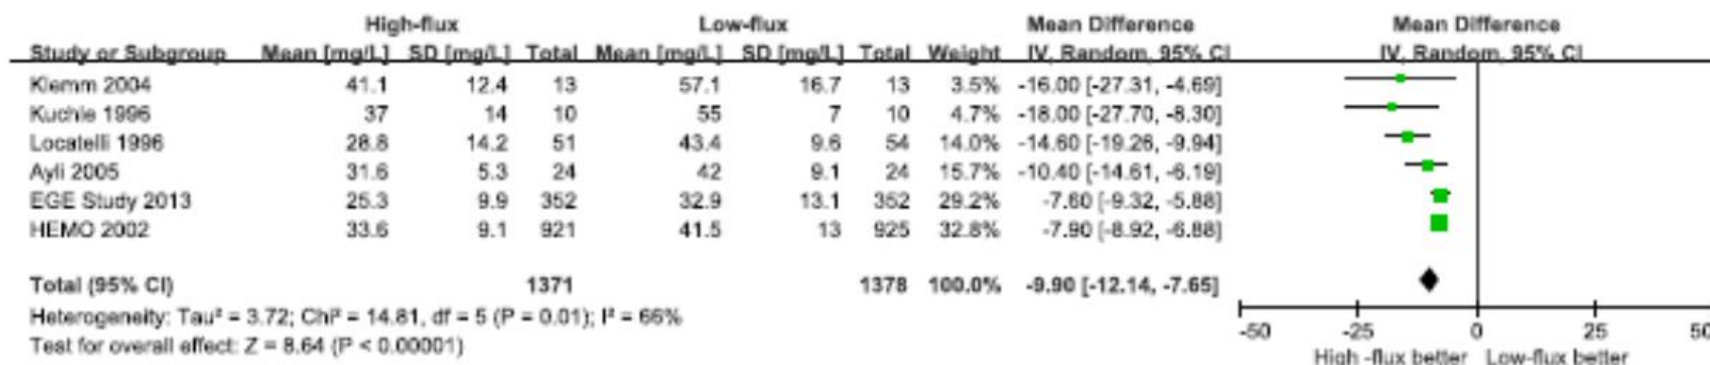 High-flux Low-flux Mean Difference Mean Difference
Study or Subgroup Mean [mg/L] SD [mg/L] Total Mean [mg/L] SD [mg/L] Total Weight IV, Random, 95% CI IV, Random, 95% CI
Klemm 2004 41.1 12.4 13 57.1 16.7 13 3.5% -16.00 [-27.31, -4.69]
Kuchle 1996 37 14 10 55 7 10 4.7% -18.00 [-27.70, -8.30]
Locatelli 1996 28.8 14.2 51 43.4 9.6 54 14.0% -14.60 [-19.26, -9.94]
Ayli 2005 31.6 5.3 24 42 9.1 24 15.7% -10.40 [-14.61, -6.19]
EGE Study 2013 25.3 9.9 352 32.9 13.1 352 29.2% -7.60 [-9.32, -5.88]
HEMO 2002 33.6 9.1 921 41.5 13 925 32.8% -7.90 [-8.92, -6.88]
Total (95% CI) 1371 1378 100.0% -9.90 [-12.14, -7.65]
Heterogeneity: Tau² = 3.72; Chi² = 14.81, df = 5 (P = 0.01); I² = 66%
Test for overall effect: Z = 8.64 (P < 0.00001)
-50 -25 0 25 50
High -flux better Low-flux better